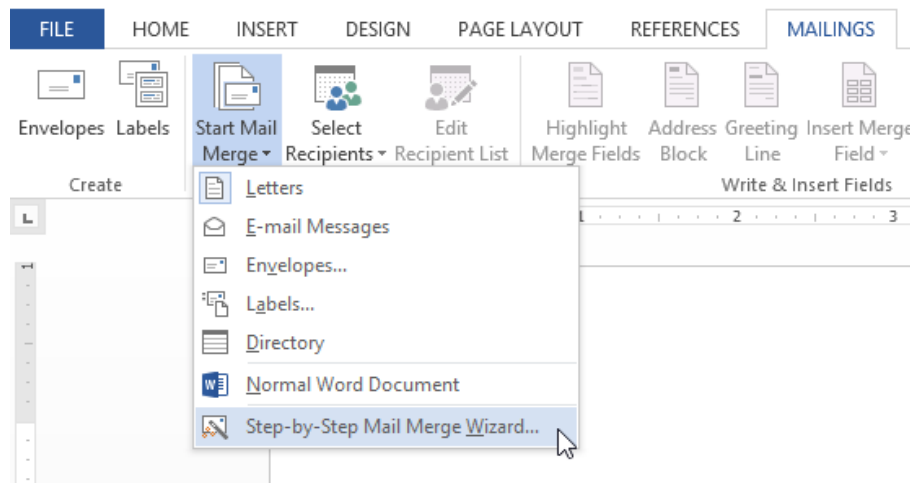 FILE HOME INSERT DESIGN PAGE LAYOUT REFERENCES MAILINGS
Envelopes Labels Start Mail Select Edit Highlight Address Greeting Insert Merge
Merge Recipients Recipient List Merge Fields Block Line Field
Create Write & Insert Fields
Letters
L 1 2 3
E-mail Messages
Envelopes...
1
Labels...
Directory
Normal Word Document
W
Step-by-Step Mail Merge Wizard...